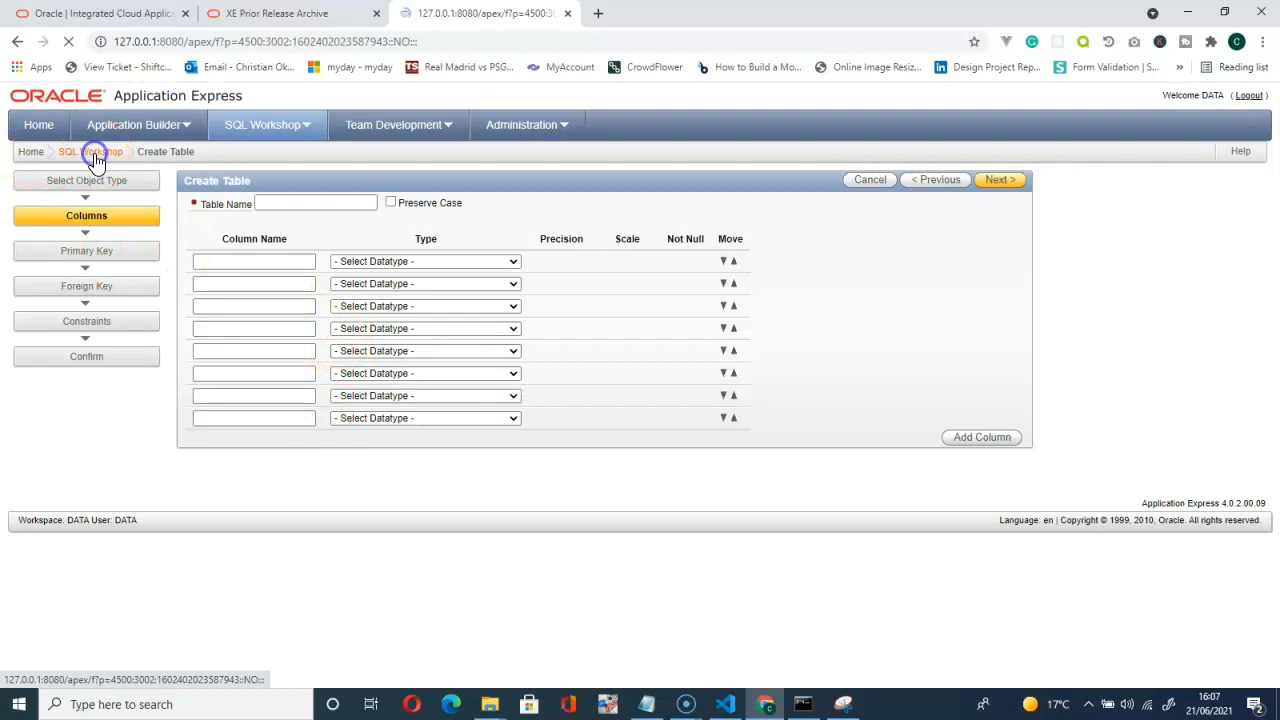 Oracle | Integrated Cloud Applic
XE Prior Release Archive
127.0.0.1:8080/apex/f?p=4500:30
127.0.0.1:8080/apex/f?p=4500:3002:1602402023587943::NO:::
Apps
View Ticket - Shiftc...
Email - Christian Ok...
myday - myday
Real Madrid vs PSG...
MyAccount
CrowdFlower
How to Build a Mo...
Online Image Resiz...
Design Project Rep...
Form Validation | S...
»
Reading list
ORACLE Application Express
Welcome DATA ( Logout )
Home
Application Builder
SQL Workshop
Team Development
Administration
Home
SQL Workshop
Create Table
Help
Select Object Type
Columns
Primary Key
Foreign Key
Constraints
Confirm
Create Table
Cancel
< Previous
Next >
Table Name
Preserve Case
Column Name Type Precision Scale Not Null Move
- Select Datatype -
- Select Datatype -
- Select Datatype -
- Select Datatype -
- Select Datatype -
- Select Datatype -
- Select Datatype -
- Select Datatype -
Add Column
Application Express 4.0.2.00.09
Workspace: DATA User: DATA
Language: en | Copyright © 1999, 2010, Oracle. All rights reserved.
127.0.0.1:8080/apex/f?p=4500:3002:1602402023587943::NO:::
Type here to search
17°C
16:07
21/06/2021
2